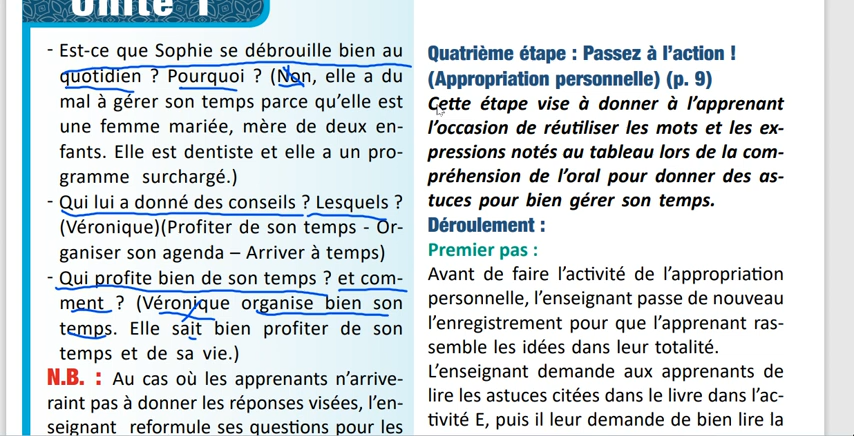 Unité 1
- Est-ce que Sophie se débrouille bien au
quotidien ? Pourquoi ? (Non, elle a du
mal à gérer son temps parce qu'elle est
une femme mariée, mère de deux en-
fants. Elle est dentiste et elle a un pro-
gramme surchargé.)
- Qui lui a donné des conseils ? Lesquels ?
(Véronique)(Profiter de son temps - Or-
ganiser son agenda – Arriver à temps)
- Qui profite bien de son temps ? et com-
ment ? (Véronique organise bien son
temps. Elle sait bien profiter de son
temps et de sa vie.)
N.B. : Au cas où les apprenants n'arrive-
raint pas à donner les réponses visées, l'en-
seignant reformule ses questions pour les
Quatrième étape : Passez à l'action !
(Appropriation personnelle) (p. 9)
Cette étape vise à donner à l'apprenant
l'occasion de réutiliser les mots et les ex-
pressions notés au tableau lors de la com-
préhension de l'oral pour donner des as-
tuces pour bien gérer son temps.
Déroulement :
Premier pas :
Avant de faire l'activité de l'appropriation
personnelle, l'enseignant passe de nouveau
l'enregistrement pour que l'apprenant ras-
semble les idées dans leur totalité.
L'enseignant demande aux apprenants de
lire les astuces citées dans le livre dans l'ac-
tivité E, puis il leur demande de bien lire la